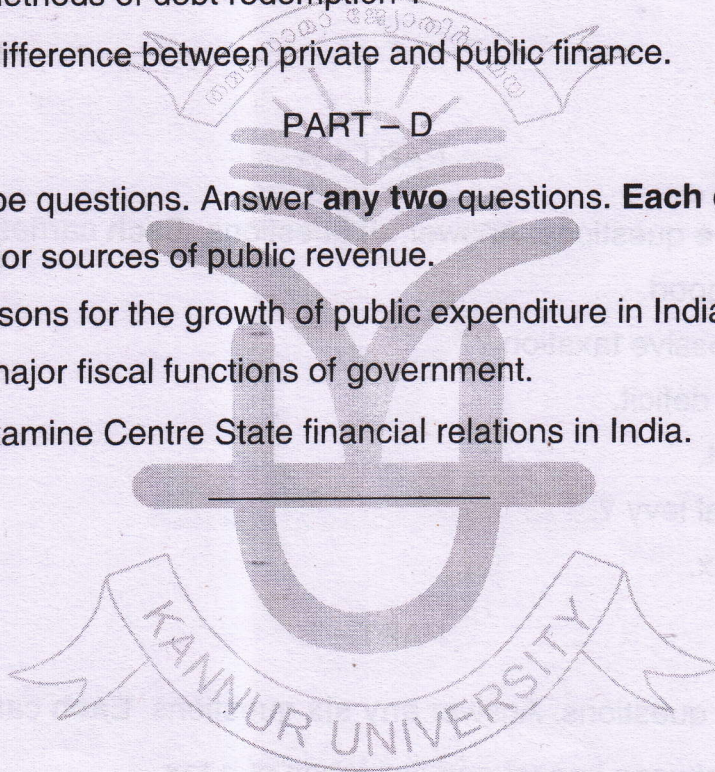 ethods of debt redemption
ifference between private and public finance.
PART – D
pe questions. Answer any two questions. Each
or sources of public revenue.
sons for the growth of public expenditure in India
major fiscal functions of government.
amine Centre State financial relations in India.
KANNUR UNIVERSITY